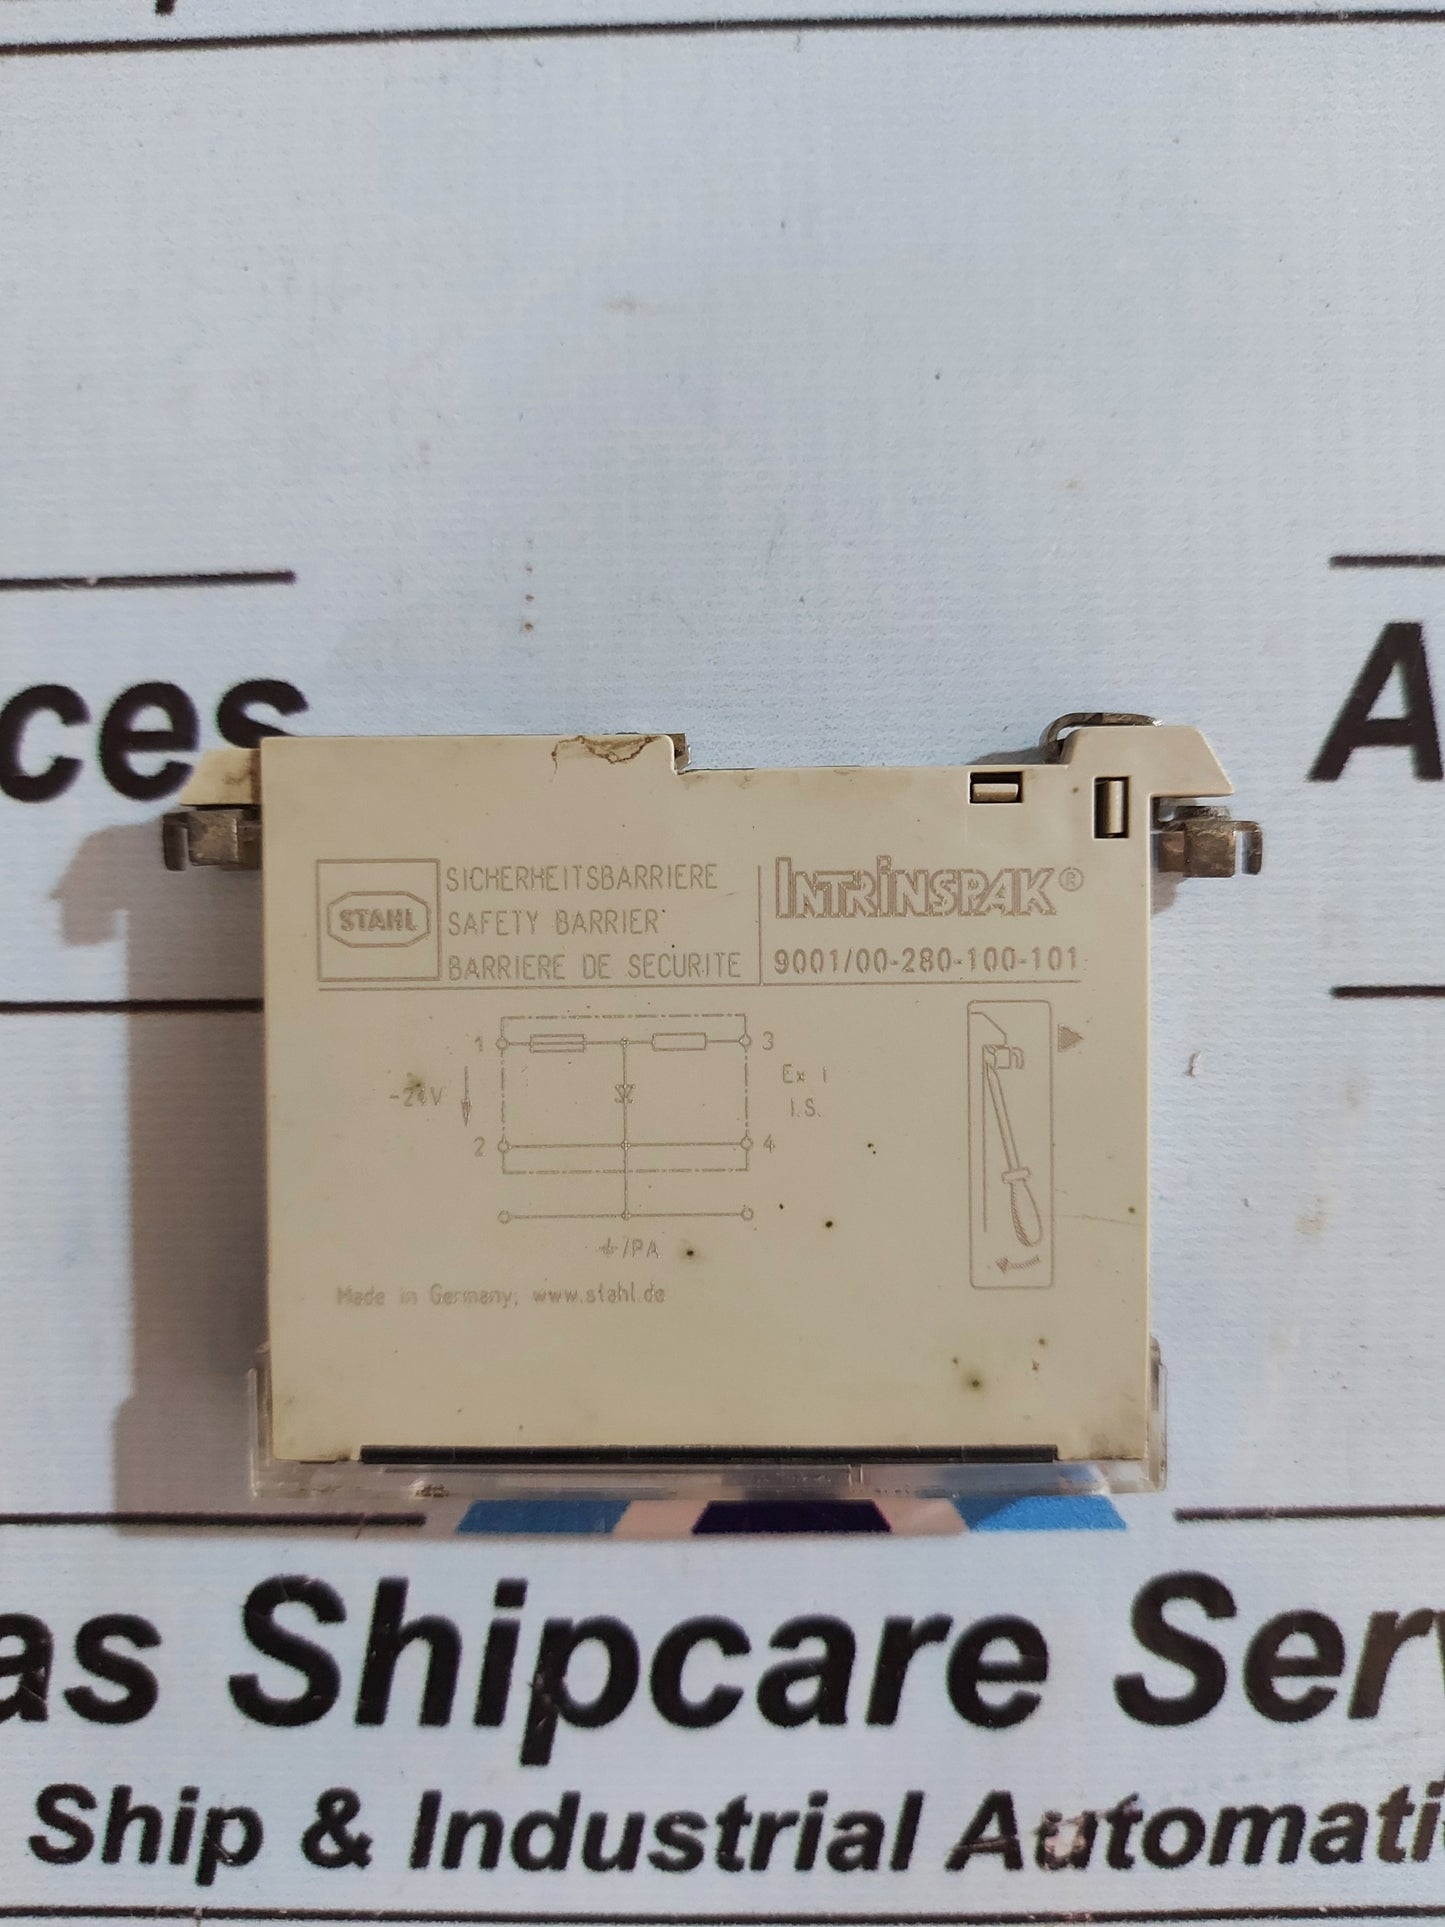 ces
A
STAHL
SICHERHEITSBARRIERE
SAFETY BARRIER
BARRIERE DE SECURITE
INTRINSPAK®
9001/00-280-100-101
1
3
-24V
Ex i
I.S.
2
4
/PA
Made in Germany, www.stahl.de
as Shipcare Serv
Ship & Industrial Automati